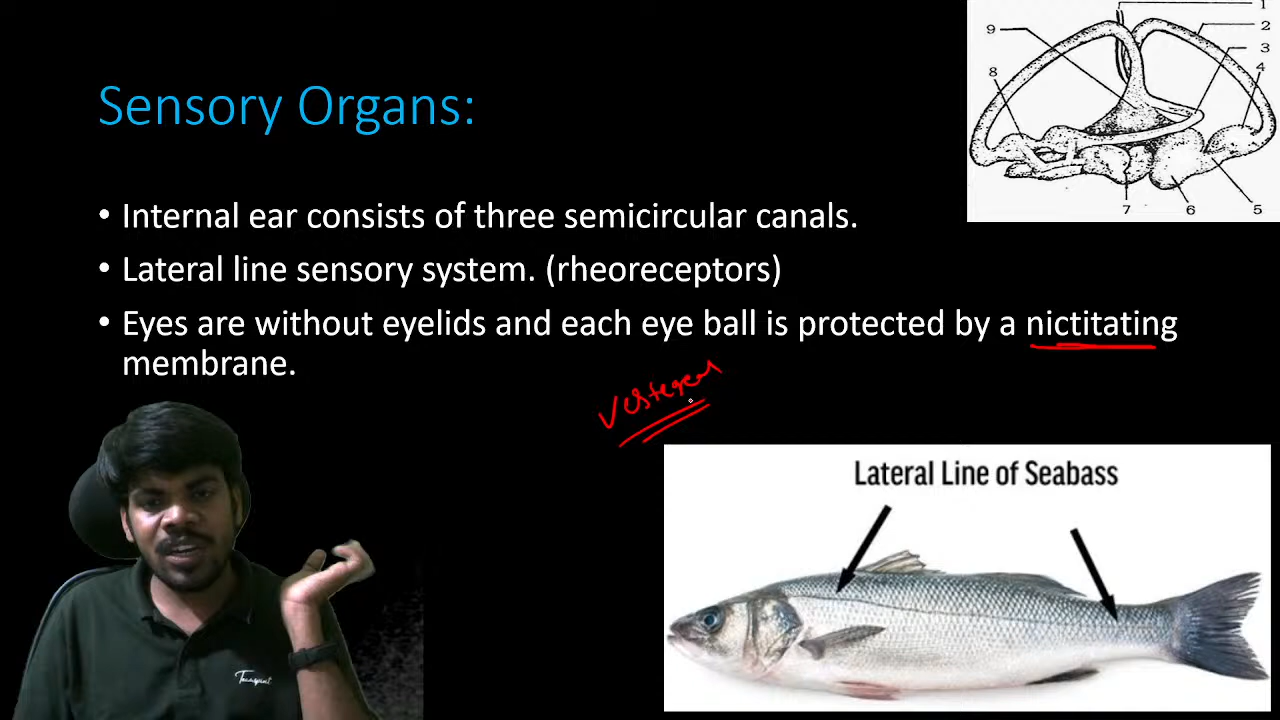 Sensory Organs:
• Internal ear consists of three semicircular canals.
• Lateral line sensory system. (rheoreceptors)
• Eyes are without eyelids and each eye ball is protected by a nictitating
membrane.
1
2
3
4
5
6
7
8
9
Lateral Line of Seabass